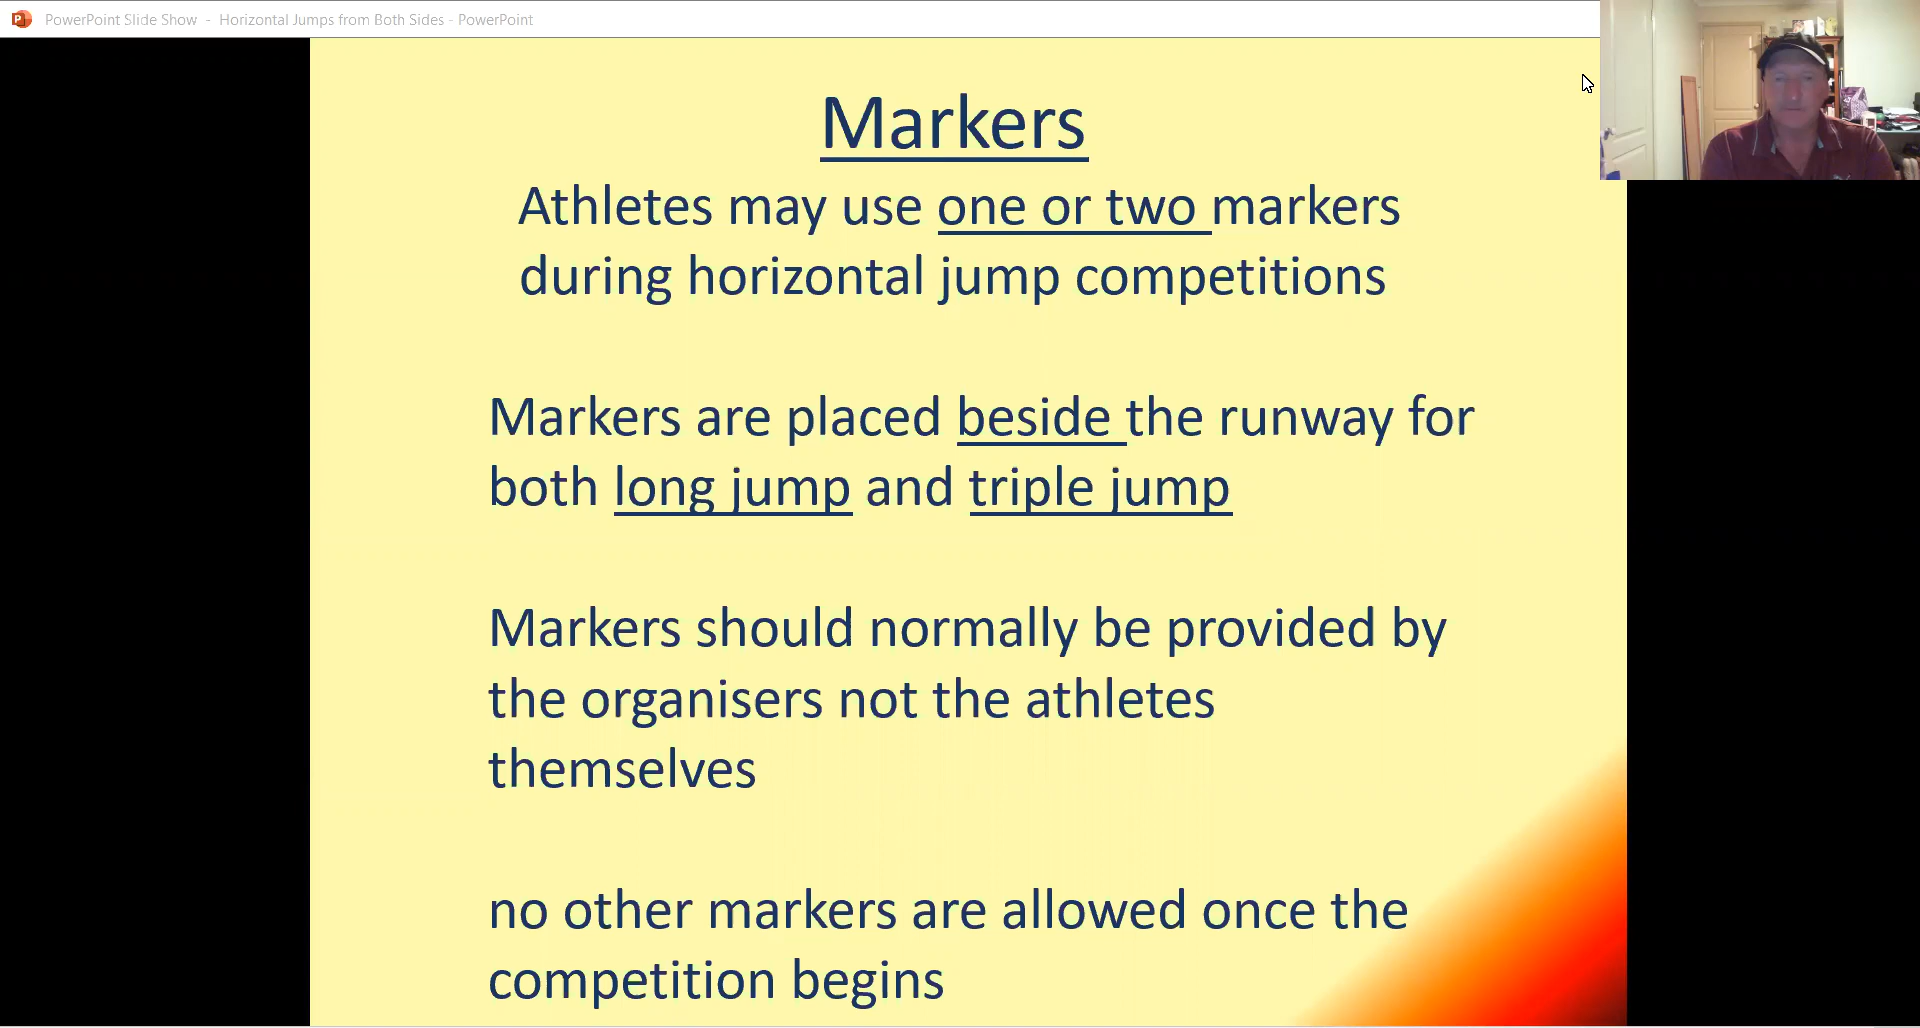 PowerPoint Slide Show - Horizontal Jumps from Both Sides - PowerPoint
Markers
Athletes may use one or two markers
during horizontal jump competitions
Markers are placed beside the runway for
both long jump and triple jump
Markers should normally be provided by
the organisers not the athletes
themselves
no other markers are allowed once the
competition begins